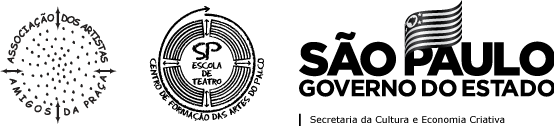 ASSOCIAÇÃO DOS ARTISTAS
AMIGOS DA PRAÇA
SP
ESCOLA
DE
TEATRO
CENTRO DE FORMAÇÃO DAS ARTES DO PALCO
SÃO PAULO
GOVERNO DO ESTADO
Secretaria da Cultura e Economia Criativa